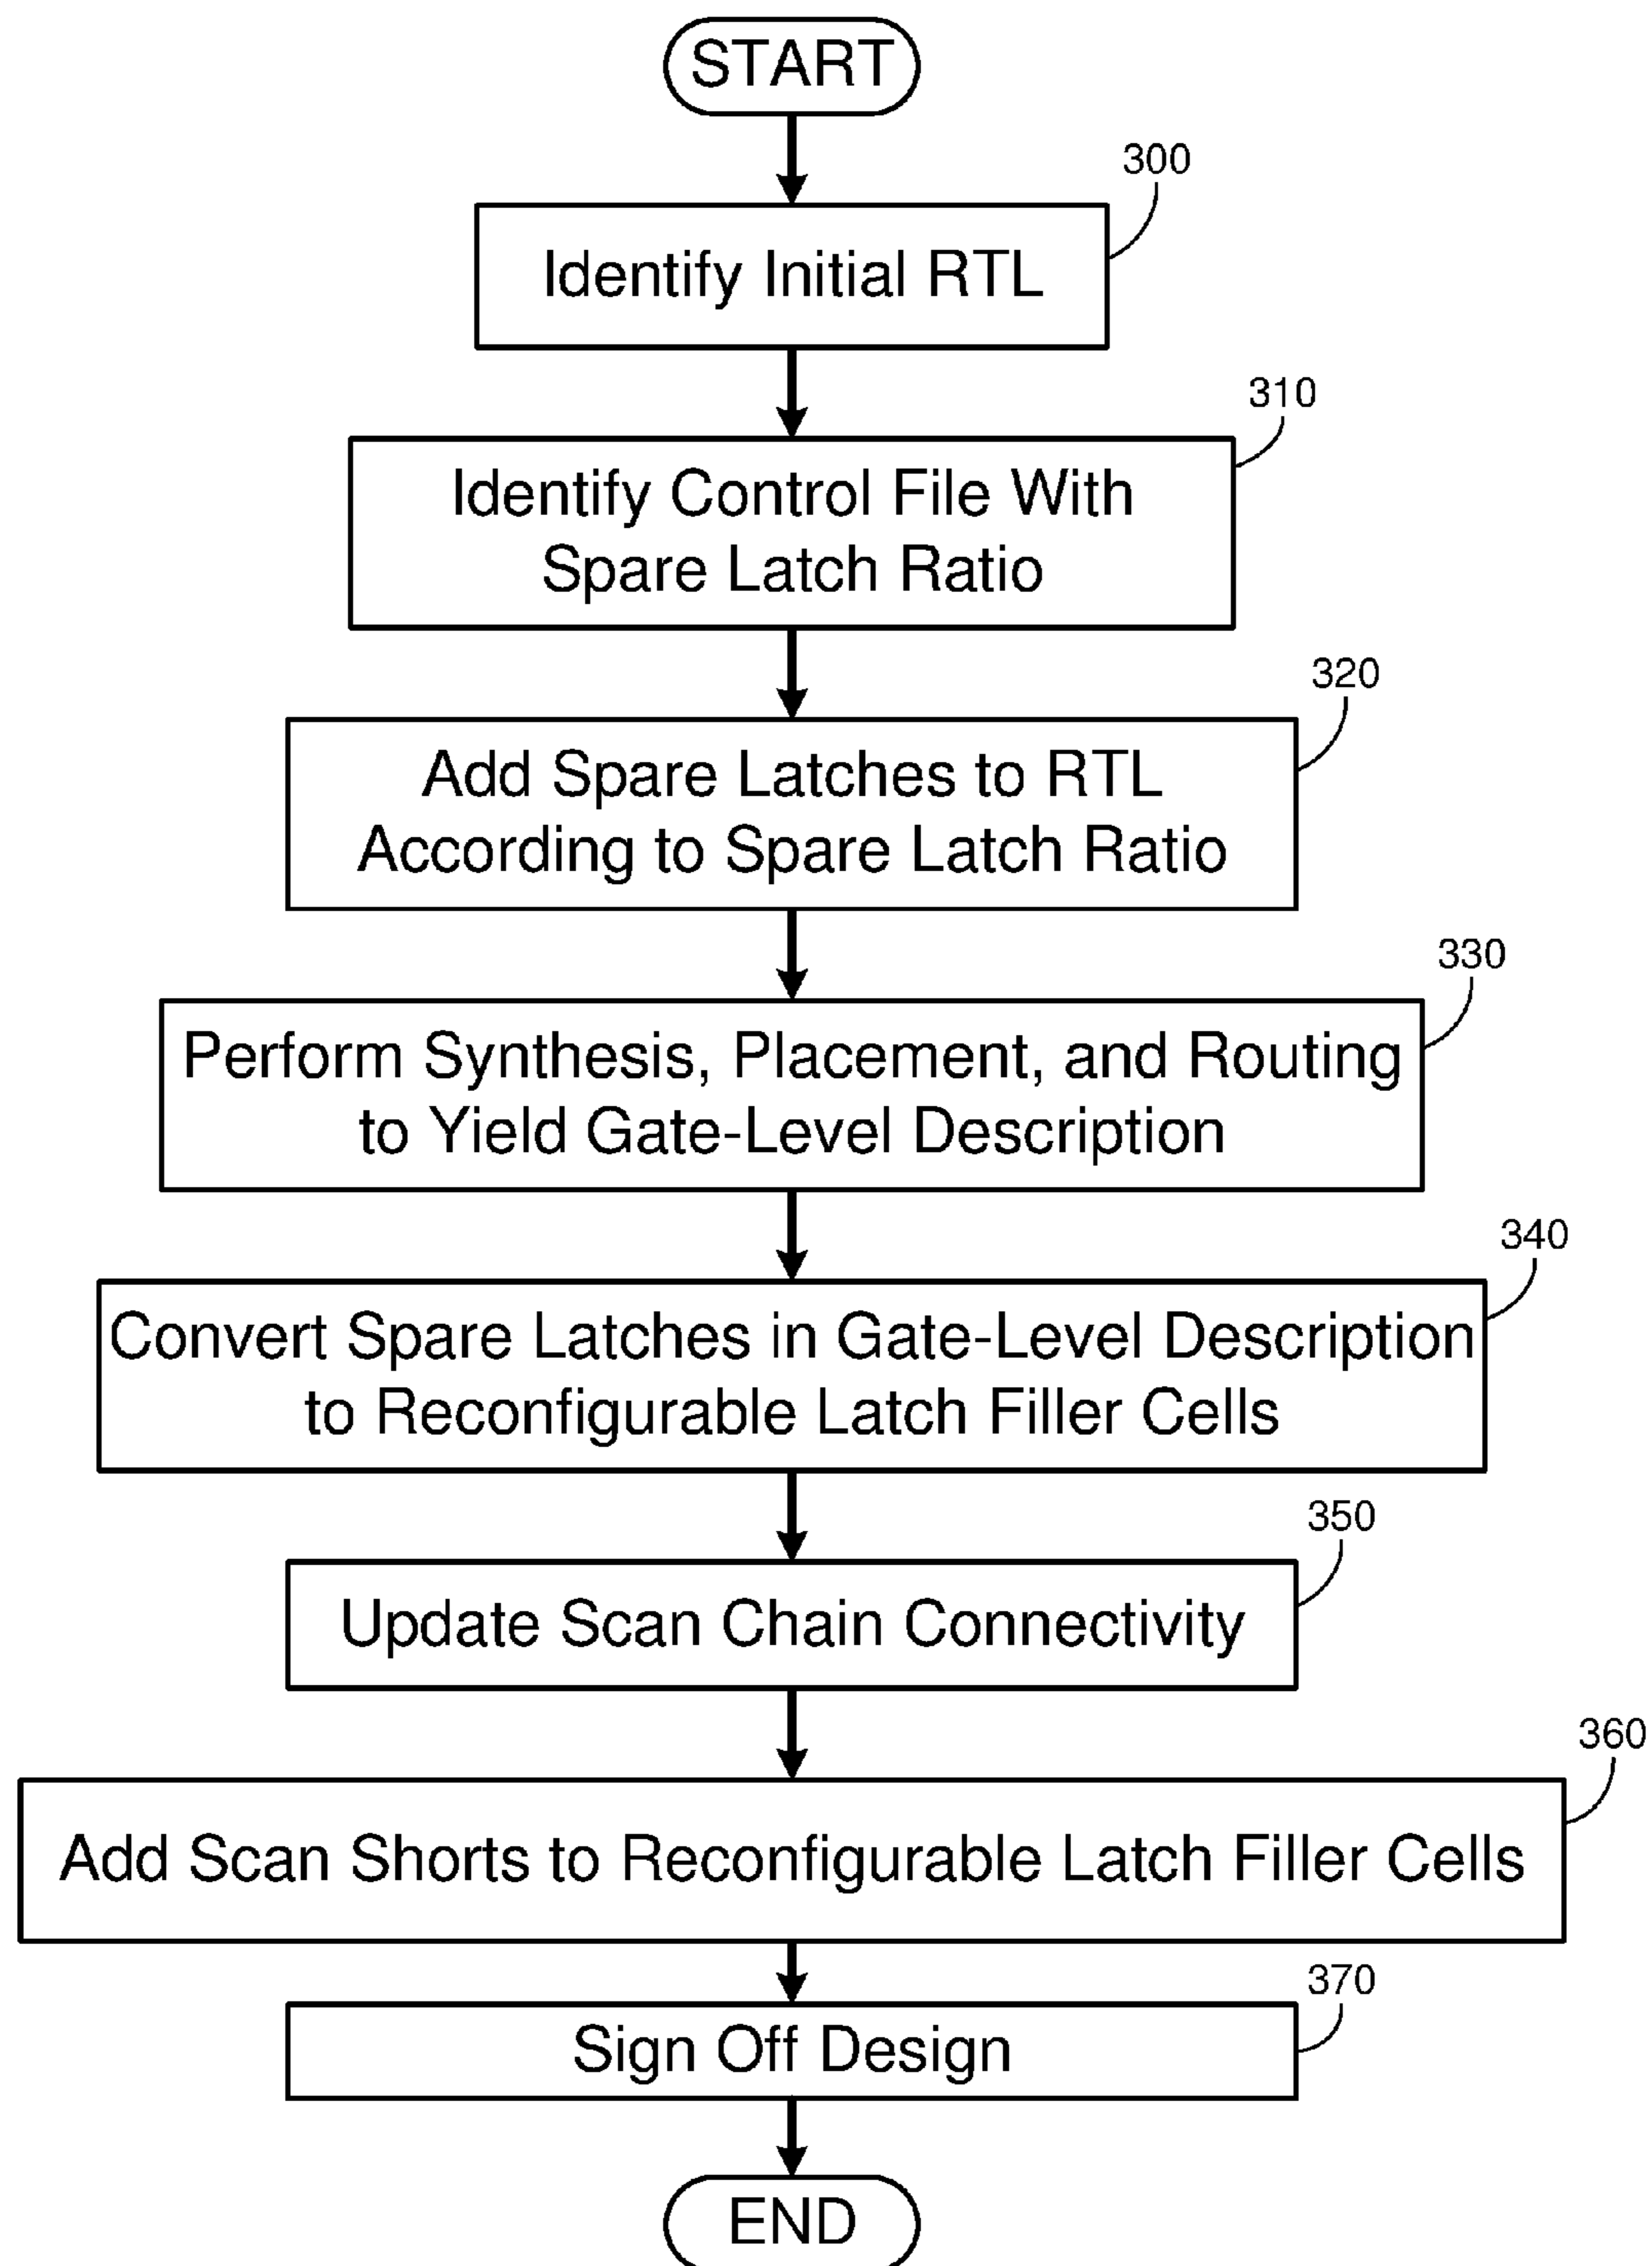 START
300
Identify Initial RTL
310
Identify Control File With
Spare Latch Ratio
320
Add Spare Latches to RTL
According to Spare Latch Ratio
330
Perform Synthesis, Placement, and Routing
to Yield Gate-Level Description
340
Convert Spare Latches in Gate-Level Description
to Reconfigurable Latch Filler Cells
350
Update Scan Chain Connectivity
360
Add Scan Shorts to Reconfigurable Latch Filler Cells
370
Sign Off Design
END